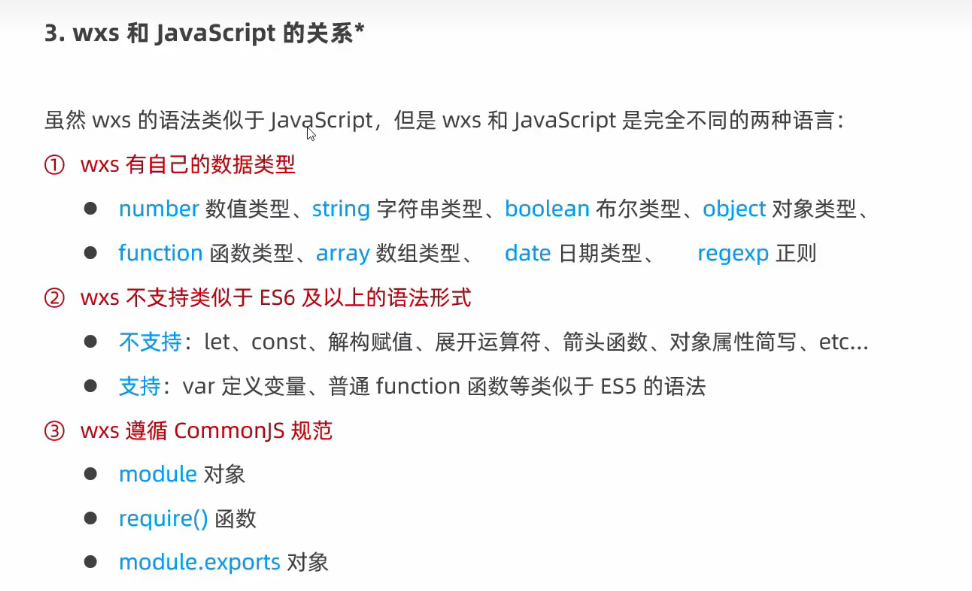 3. wxs 和 JavaScript 的关系*
虽然 wxs 的语法类似于 JavaScript，但是 wxs 和 JavaScript 是完全不同的两种语言：
① wxs 有自己的数据类型
● number 数值类型、string 字符串类型、boolean 布尔类型、object 对象类型、
● function 函数类型、array 数组类型、 date 日期类型、 regexp 正则
② wxs 不支持类似于 ES6 及以上的语法形式
● 不支持：let、const、解构赋值、展开运算符、箭头函数、对象属性简写、etc...
● 支持：var 定义变量、普通 function 函数等类似于 ES5 的语法
③ wxs 遵循 CommonJS 规范
● module 对象
● require() 函数
● module.exports 对象